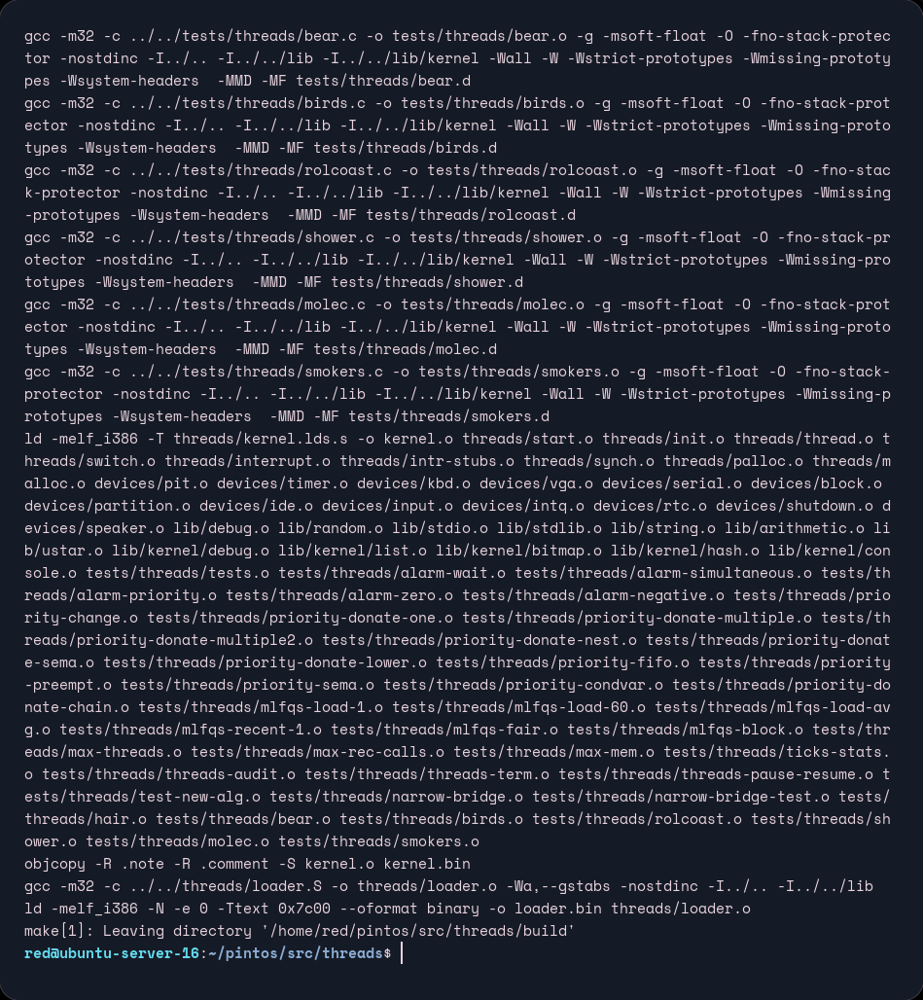 gcc -m32 -c ../../tests/threads/bear.c -o tests/threads/bear.o -g -msoft-float -O -fno-stack-protec
tor -nostdinc -I../.. -I../../lib -I../../lib/kernel -Wall -W -Wstrict-prototypes -Wmissing-prototy
pes -Wsystem-headers  -MMD -MF tests/threads/bear.d
gcc -m32 -c ../../tests/threads/birds.c -o tests/threads/birds.o -g -msoft-float -O -fno-stack-prot
ector -nostdinc -I../.. -I../../lib -I../../lib/kernel -Wall -W -Wstrict-prototypes -Wmissing-proto
types -Wsystem-headers  -MMD -MF tests/threads/birds.d
gcc -m32 -c ../../tests/threads/rolcoast.c -o tests/threads/rolcoast.o -g -msoft-float -O -fno-stac
k-protector -nostdinc -I../.. -I../../lib -I../../lib/kernel -Wall -W -Wstrict-prototypes -Wmissing
-prototypes -Wsystem-headers  -MMD -MF tests/threads/rolcoast.d
gcc -m32 -c ../../tests/threads/shower.c -o tests/threads/shower.o -g -msoft-float -O -fno-stack-pr
otector -nostdinc -I../.. -I../../lib -I../../lib/kernel -Wall -W -Wstrict-prototypes -Wmissing-pro
totypes -Wsystem-headers  -MMD -MF tests/threads/shower.d
gcc -m32 -c ../../tests/threads/molec.c -o tests/threads/molec.o -g -msoft-float -O -fno-stack-prot
ector -nostdinc -I../.. -I../../lib -I../../lib/kernel -Wall -W -Wstrict-prototypes -Wmissing-proto
types -Wsystem-headers  -MMD -MF tests/threads/molec.d
gcc -m32 -c ../../tests/threads/smokers.c -o tests/threads/smokers.o -g -msoft-float -O -fno-stack-
protector -nostdinc -I../.. -I../../lib -I../../lib/kernel -Wall -W -Wstrict-prototypes -Wmissing-p
rototypes -Wsystem-headers  -MMD -MF tests/threads/smokers.d
ld -melf_i386 -T threads/kernel.lds.s -o kernel.o threads/start.o threads/init.o threads/thread.o t
hreads/switch.o threads/interrupt.o threads/intr-stubs.o threads/synch.o threads/palloc.o threads/m
alloc.o devices/pit.o devices/timer.o devices/kbd.o devices/vga.o devices/serial.o devices/block.o
devices/partition.o devices/ide.o devices/input.o devices/intq.o devices/rtc.o devices/shutdown.o d
evices/speaker.o lib/debug.o lib/random.o lib/stdio.o lib/stdlib.o lib/string.o lib/arithmetic.o li
b/ustar.o lib/kernel/debug.o lib/kernel/list.o lib/kernel/bitmap.o lib/kernel/hash.o lib/kernel/con
sole.o tests/threads/tests.o tests/threads/alarm-wait.o tests/threads/alarm-simultaneous.o tests/th
reads/alarm-priority.o tests/threads/alarm-zero.o tests/threads/alarm-negative.o tests/threads/prio
rity-change.o tests/threads/priority-donate-one.o tests/threads/priority-donate-multiple.o tests/th
reads/priority-donate-multiple2.o tests/threads/priority-donate-nest.o tests/threads/priority-donat
e-sema.o tests/threads/priority-donate-lower.o tests/threads/priority-fifo.o tests/threads/priority
-preempt.o tests/threads/priority-sema.o tests/threads/priority-condvar.o tests/threads/priority-do
nate-chain.o tests/threads/mlfqs-load-1.o tests/threads/mlfqs-load-60.o tests/threads/mlfqs-load-av
g.o tests/threads/mlfqs-recent-1.o tests/threads/mlfqs-fair.o tests/threads/mlfqs-block.o tests/thr
eads/max-threads.o tests/threads/max-rec-calls.o tests/threads/max-mem.o tests/threads/ticks-stats.
o tests/threads/threads-audit.o tests/threads/threads-term.o tests/threads/threads-pause-resume.o t
ests/threads/test-new-alg.o tests/threads/narrow-bridge.o tests/threads/narrow-bridge-test.o tests/
threads/hair.o tests/threads/bear.o tests/threads/birds.o tests/threads/rolcoast.o tests/threads/sh
ower.o tests/threads/molec.o tests/threads/smokers.o
objcopy -R .note -R .comment -S kernel.o kernel.bin
gcc -m32 -c ../../threads/loader.S -o threads/loader.o -Wa,--gstabs -nostdinc -I../.. -I../../lib
ld -melf_i386 -N -e 0 -Ttext 0x7c00 --oformat binary -o loader.bin threads/loader.o
make[1]: Leaving directory '/home/red/pintos/src/threads/build'
red@ubuntu-server-16:~/pintos/src/threads$